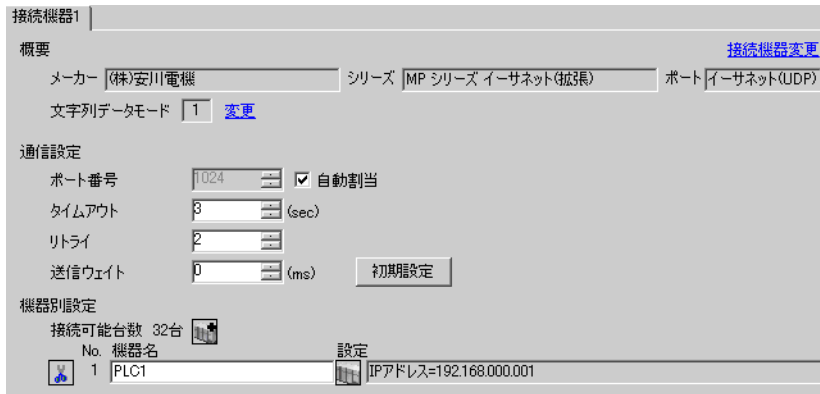 接続機器1
概要 接続機器変更
メーカー (株)安川電機 シリーズ MP シリーズ イーサネット(拡張) ポート イーサネット(UDP)
文字列データモード 1 変更
通信設定
ポート番号 1024 自動割当
タイムアウト 3 (sec)
リトライ 2
送信ウェイト 0 (ms) 初期設定
機器別設定
接続可能台数 32台
No. 機器名 設定
1 PLC1 IPアドレス=192.168.000.001